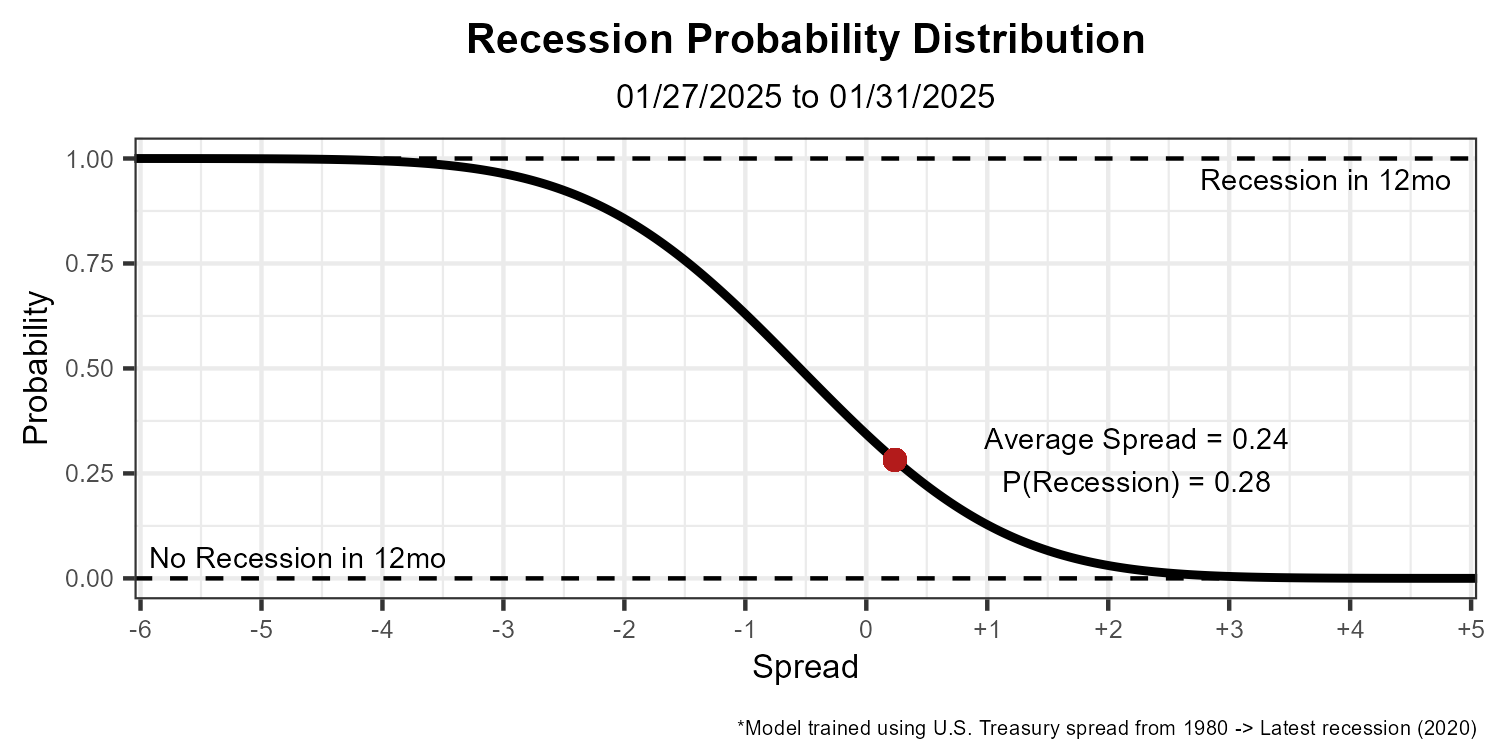 Recession Probability Distribution
01/27/2025 to 01/31/2025
1.00
Recession in 12mo
0.75
Probability
0.50
Average Spread = 0.24
0.25
P(Recession) = 0.28
No Recession in 12mo
0.00
-6 -5 -4 -3 -2 -1 0 +1 +2 +3 +4 +5
Spread
*Model trained using U.S. Treasury spread from 1980 -> Latest recession (2020)